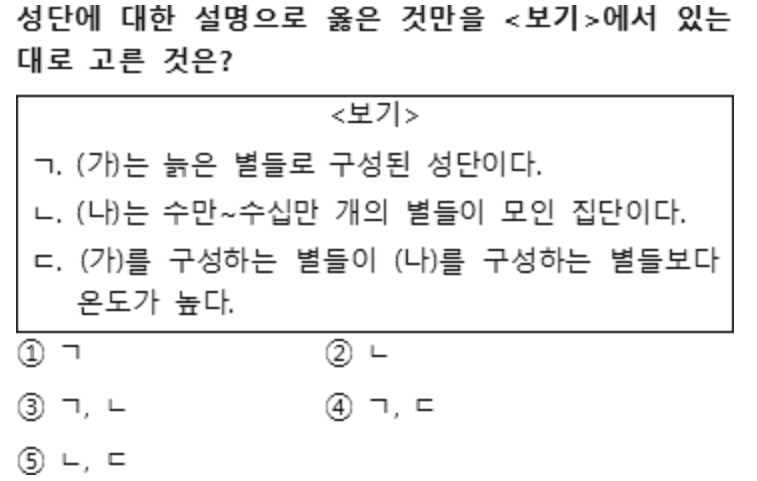 성단에 대한 설명으로 옳은 것만을 <보기>에서 있는
대로 고른 것은?
<보기>
ㄱ. (가)는 늙은 별들로 구성된 성단이다.
ㄴ. (나)는 수만~수십만 개의 별들이 모인 집단이다.
ㄷ. (가)를 구성하는 별들이 (나)를 구성하는 별들보다
온도가 높다.
① ㄱ ② ㄴ
③ ㄱ, ㄴ ④ ㄱ, ㄷ
⑤ ㄴ, ㄷ